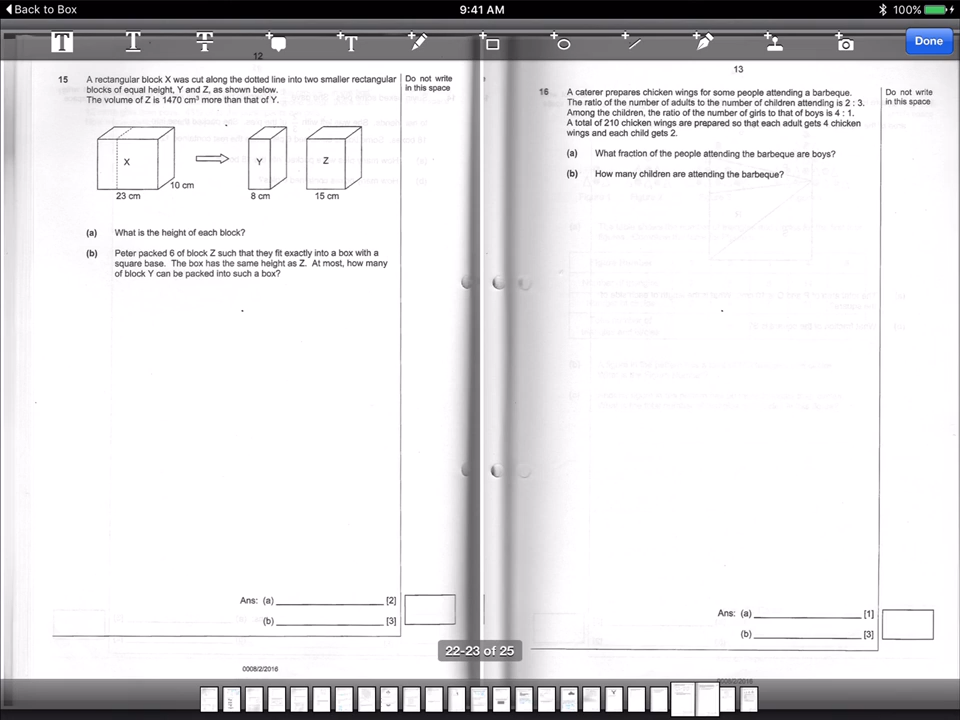 Back to Box
9:41 AM
100%
Done
12
15 A rectangular block X was cut along the dotted line into two smaller rectangular
blocks of equal height, Y and Z, as shown below.
The volume of Z is 1470 cm³ more than that of Y.
Do not write
in this space
X
Y
Z
10 cm
23 cm
8 cm
15 cm
(a) What is the height of each block?
(b) Peter packed 6 of block Z such that they fit exactly into a box with a
square base. The box has the same height as Z. At most, how many
of block Y can be packed into such a box?
Ans: (a) [2]
(b) [3]
0008/2/2016
13
16 A caterer prepares chicken wings for some people attending a barbeque.
The ratio of the number of adults to the number of children attending is 2 : 3.
Among the children, the ratio of the number of girls to that of boys is 4 : 1.
A total of 210 chicken wings are prepared so that each adult gets 4 chicken
wings and each child gets 2.
Do not write
in this space
(a) What fraction of the people attending the barbeque are boys?
(b) How many children are attending the barbeque?
Ans: (a) [1]
(b) [3]
22-23 of 25